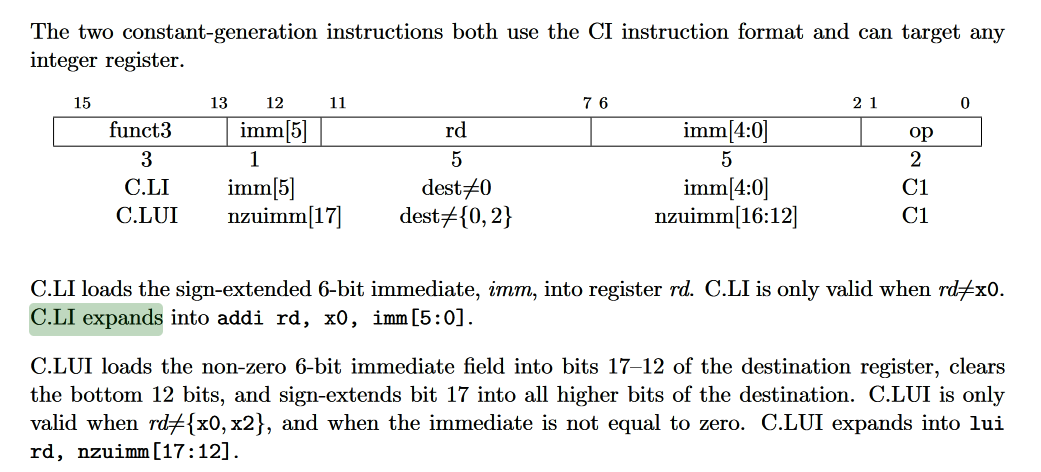 The two constant-generation instructions both use the CI instruction format and can target any
integer register.
15 13 12 11 7 6 2 1 0
funct3 imm[5] rd imm[4:0] op
3 1 5 5 2
C.LI imm[5] dest≠0 imm[4:0] C1
C.LUI nzuimm[17] dest≠{0, 2} nzuimm[16:12] C1
C.LI loads the sign-extended 6-bit immediate, imm, into register rd. C.LI is only valid when rd≠x0.
C.LI expands into addi rd, x0, imm[5:0].
C.LUI loads the non-zero 6-bit immediate field into bits 17–12 of the destination register, clears
the bottom 12 bits, and sign-extends bit 17 into all higher bits of the destination. C.LUI is only
valid when rd≠{x0, x2}, and when the immediate is not equal to zero. C.LUI expands into lui
rd, nzuimm[17:12].